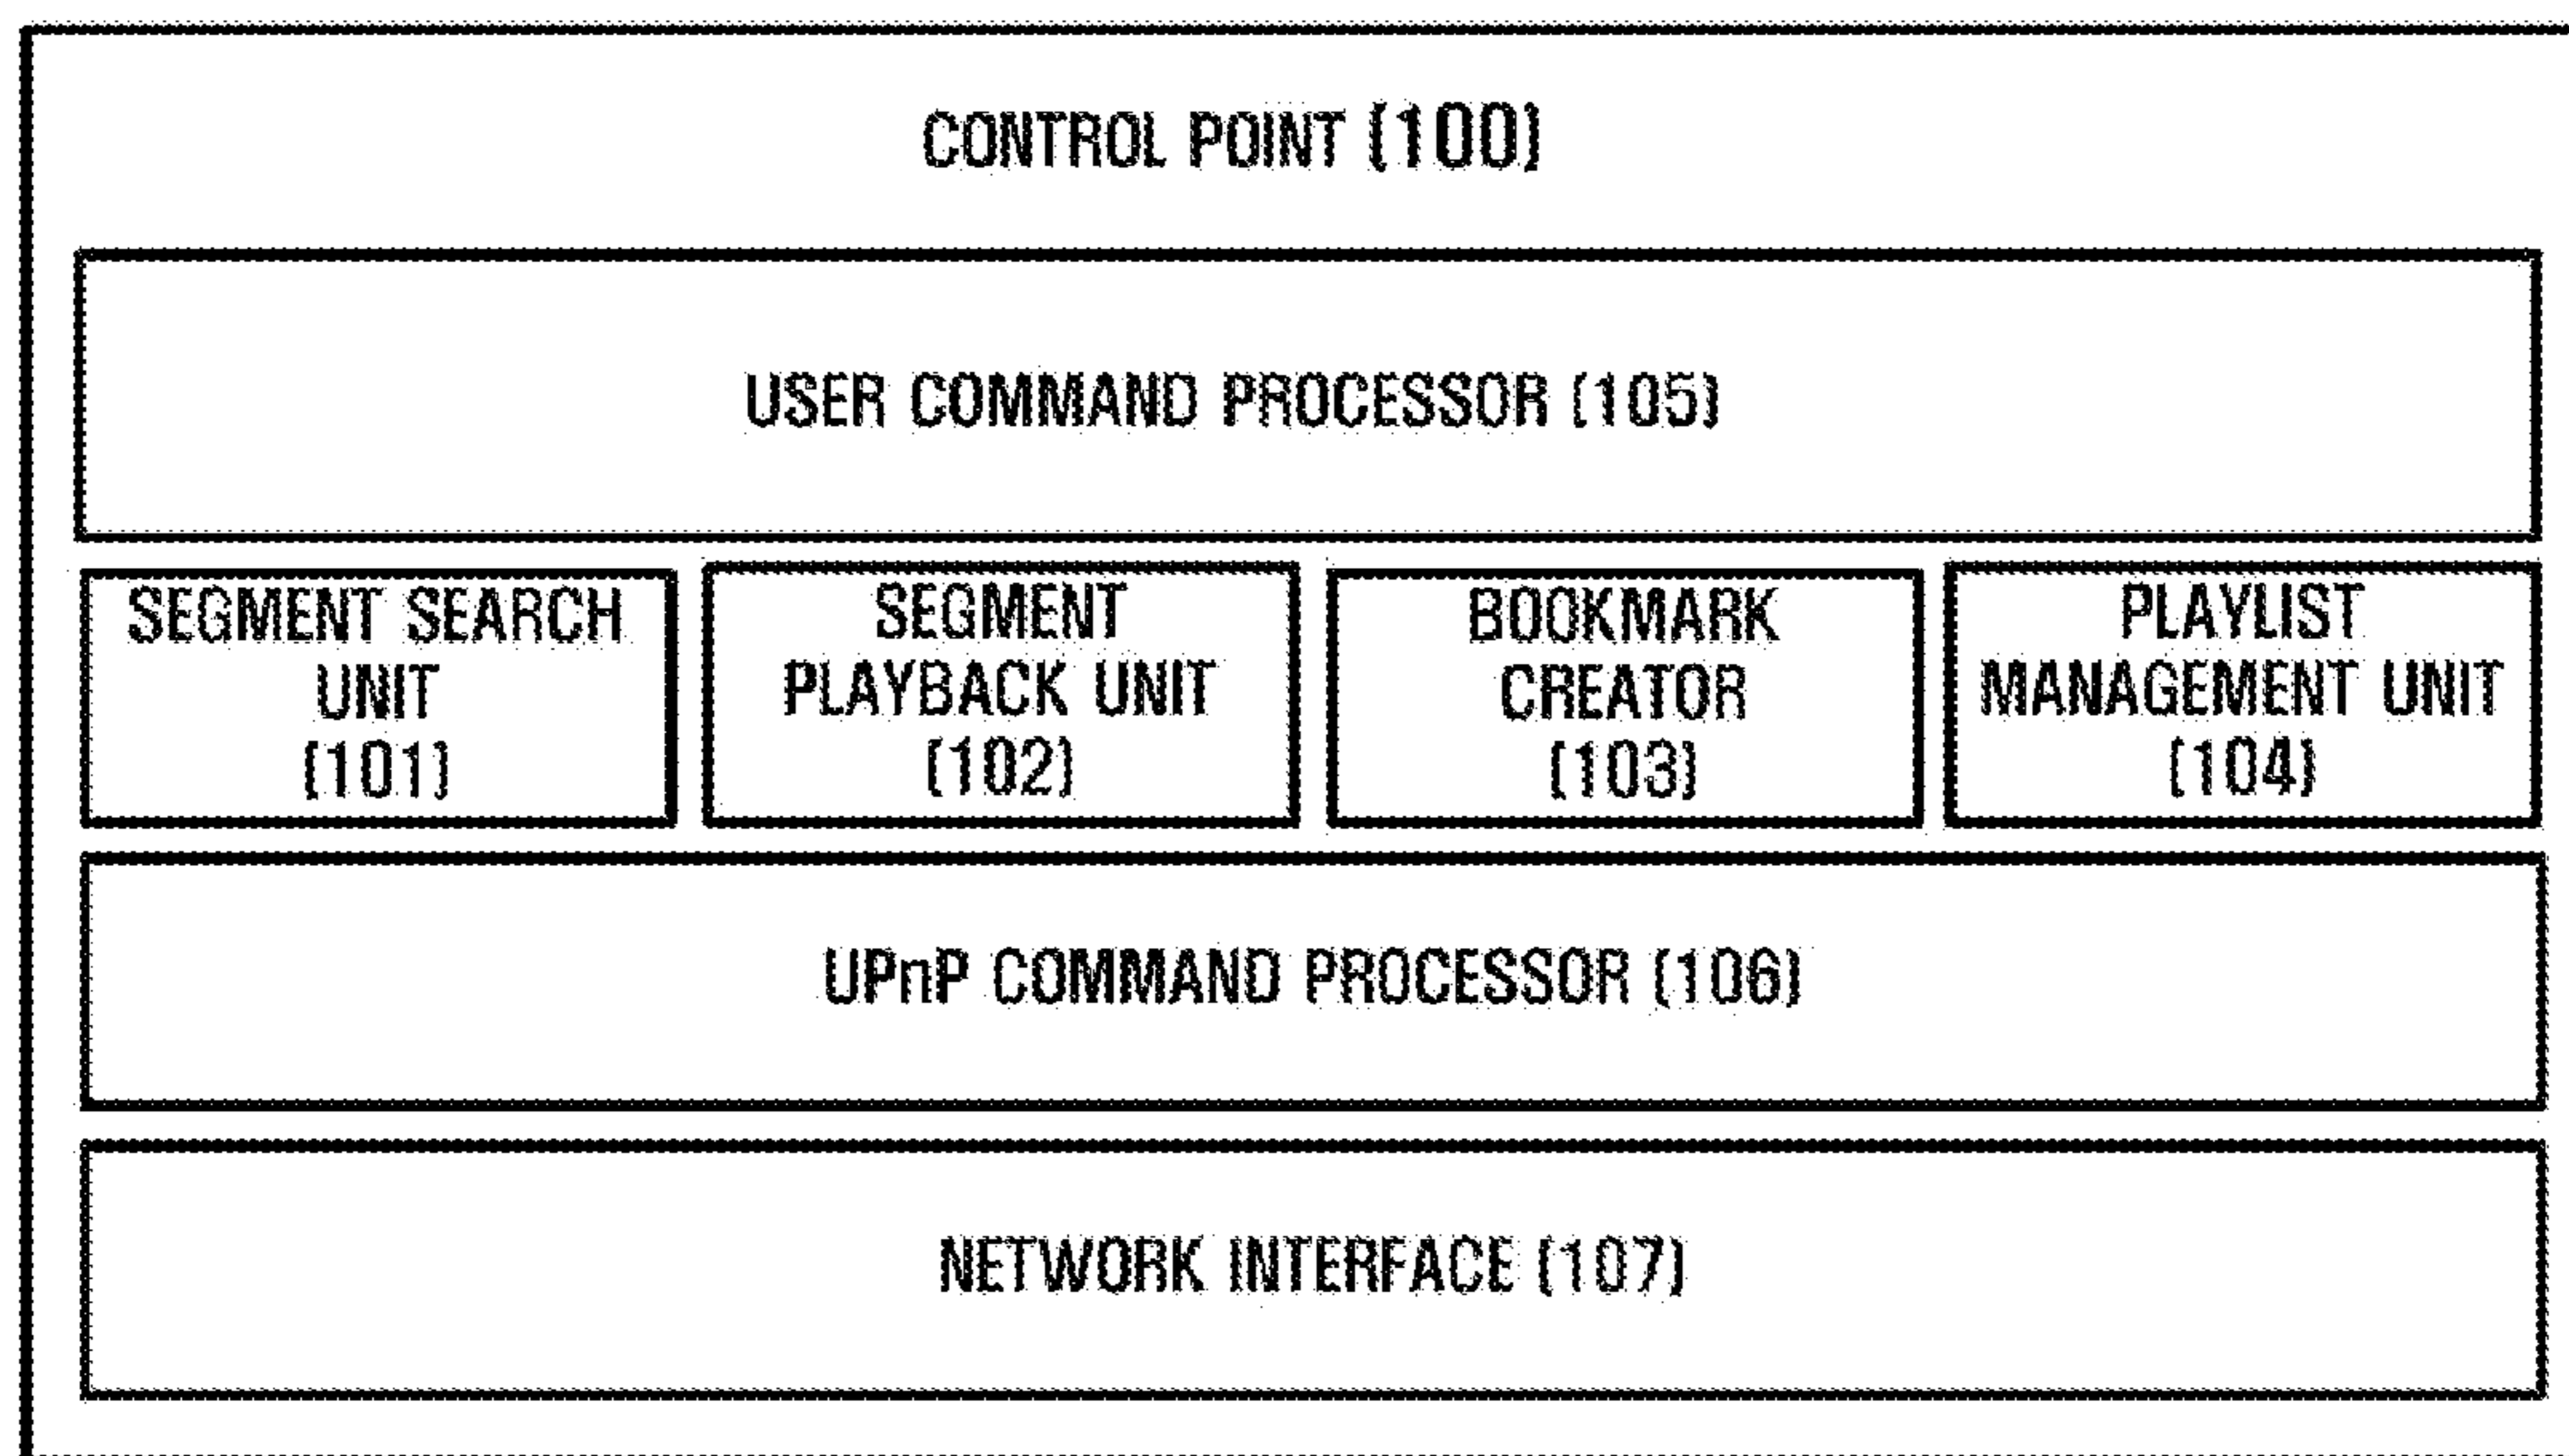 CONTROL POINT (100)
USER COMMAND PROCESSOR (105)
SEGMENT SEARCH
UNIT
(101)
SEGMENT
PLAYBACK UNIT
(102)
BOOKMARK
CREATOR
(103)
PLAYLIST
MANAGEMENT UNIT
(104)
UPnP COMMAND PROCESSOR (106)
NETWORK INTERFACE (107)